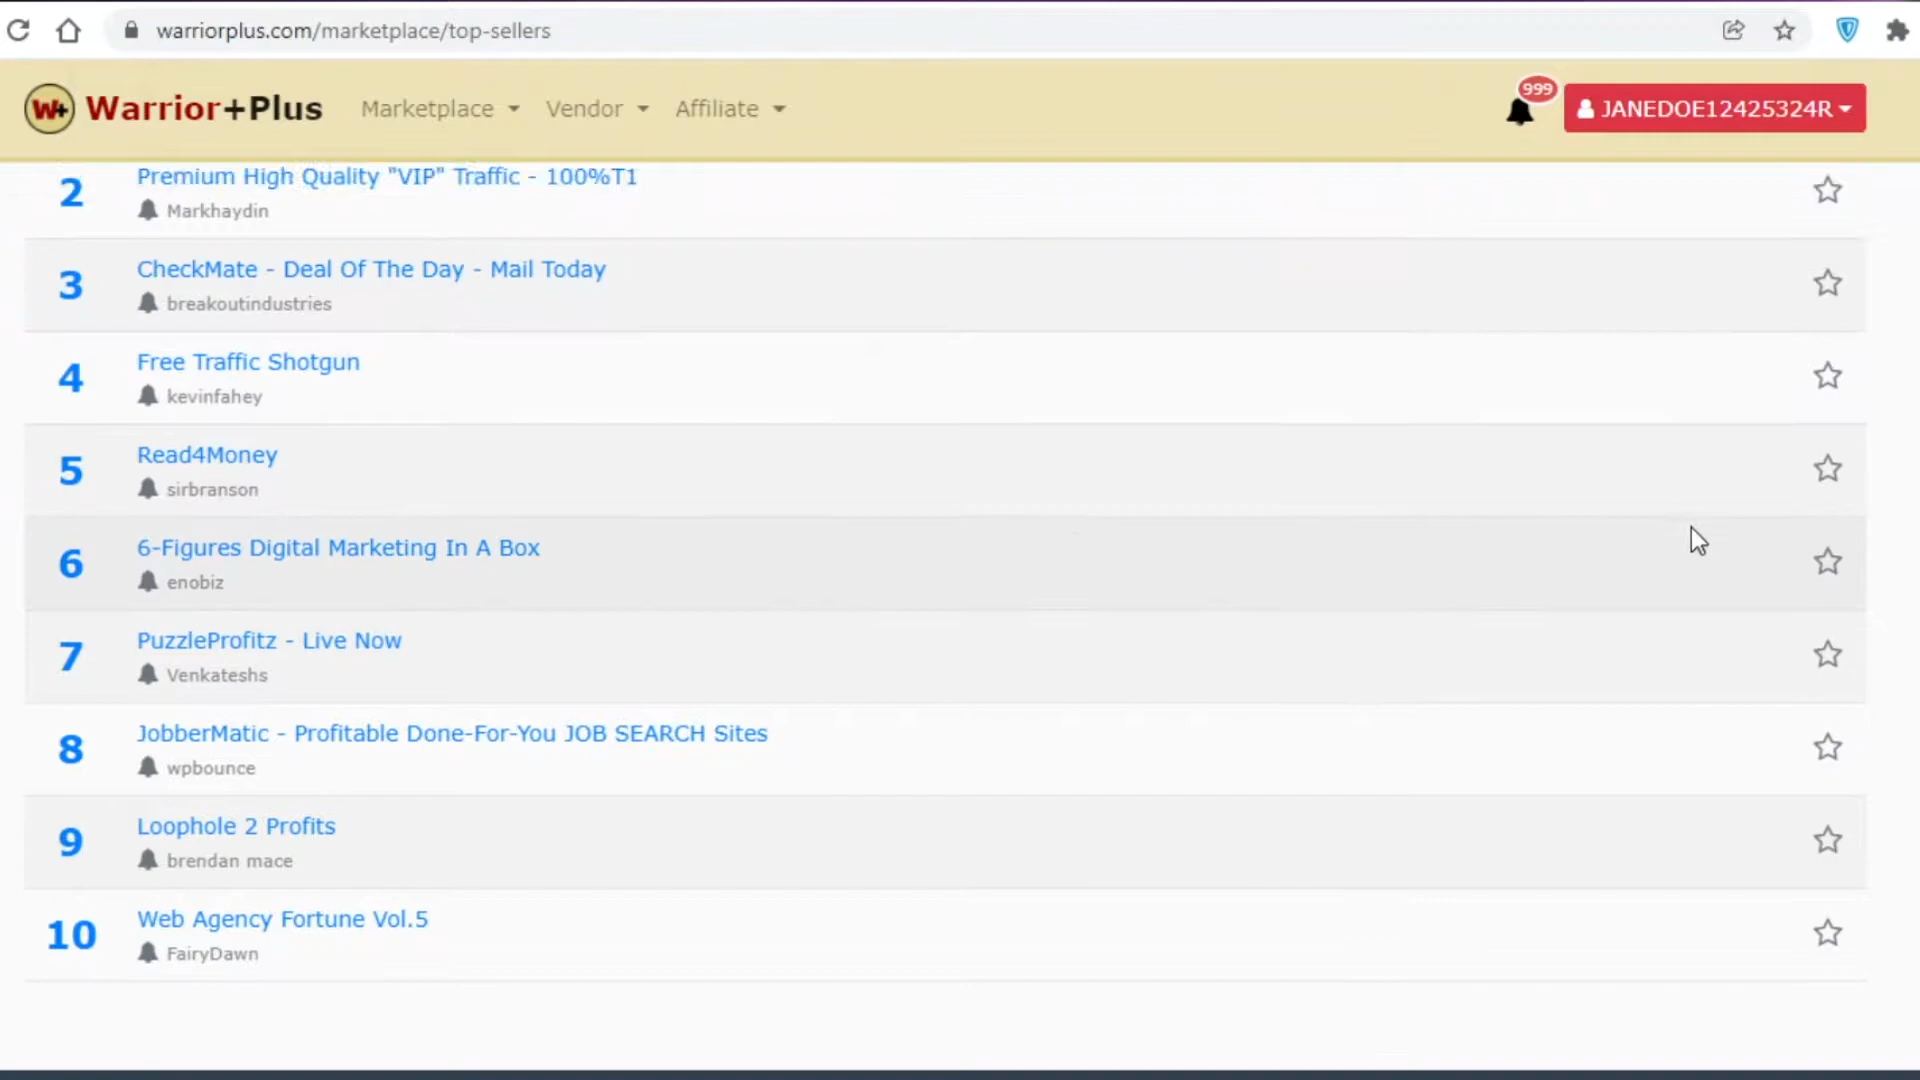 warriorplus.com/marketplace/top-sellers
W+ Warrior+Plus Marketplace Vendor Affiliate 999 JANEDOE12425324R
2 Premium High Quality "VIP" Traffic - 100%T1
Markhaydin
3 CheckMate - Deal Of The Day - Mail Today
breakoutindustries
4 Free Traffic Shotgun
kevinfahey
5 Read4Money
sirbranson
6 6-Figures Digital Marketing In A Box
enobiz
7 PuzzleProfitz - Live Now
Venkateshs
8 JobberMatic - Profitable Done-For-You JOB SEARCH Sites
wpbounce
9 Loophole 2 Profits
brendan mace
10 Web Agency Fortune Vol.5
FairyDawn